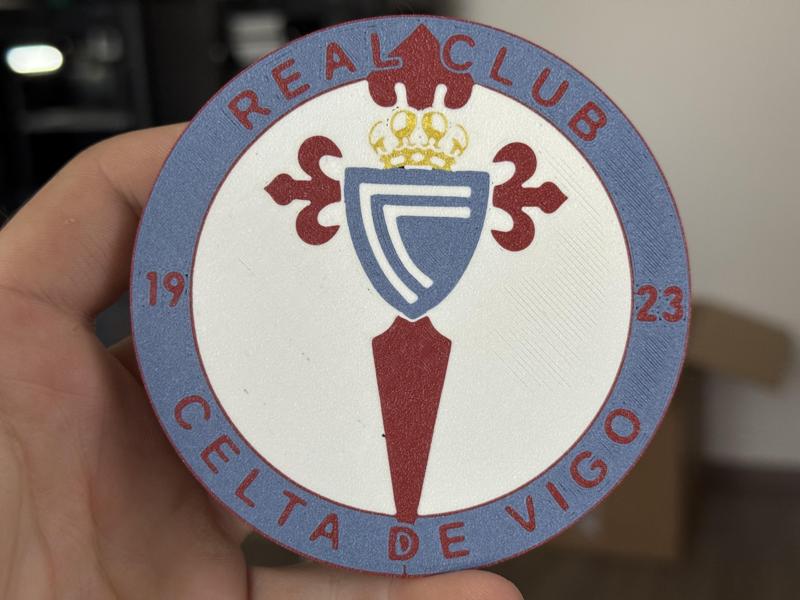 REAL CLUB
19 23
CELTA DE VIGO